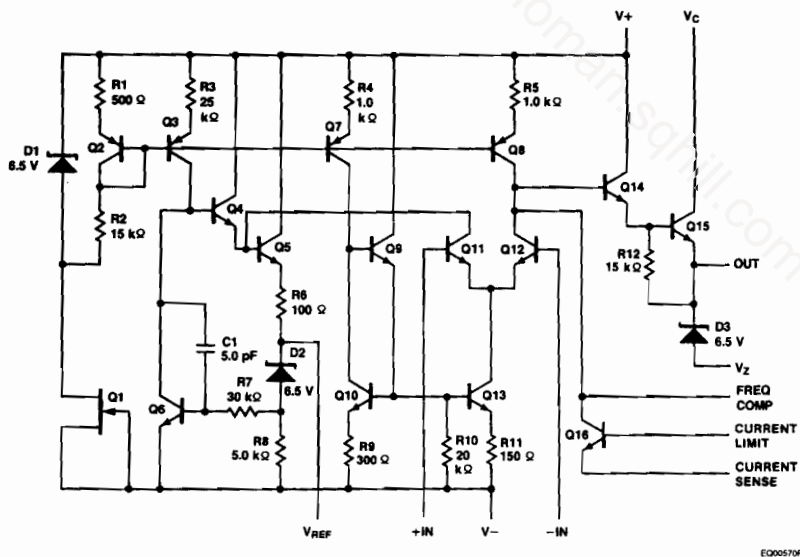 V+
VC
R1
500 Ω
R3
25
kΩ
R4
1.0
kΩ
R5
1.0 kΩ
Q3
Q7
Q2
Q8
D1
6.5 V
Q14
Q4
Q15
R2
15 kΩ
Q5
Q9
Q11
Q12
R12
15 kΩ
OUT
R6
100 Ω
D3
6.5 V
C1
5.0 pF
D2
6.5 V
VZ
FREQ
COMP
Q1
Q6
R7
30 kΩ
Q10
Q13
Q16
CURRENT
LIMIT
R8
5.0 kΩ
R9
300 Ω
R10
20
kΩ
R11
150 Ω
CURRENT
SENSE
VREF
+IN
V−
−IN